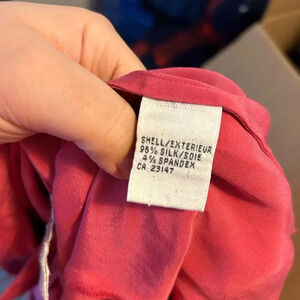 SHELL/EXTERIEUR
96% SILK/SOIE
4% SPANDEX
CA 23147